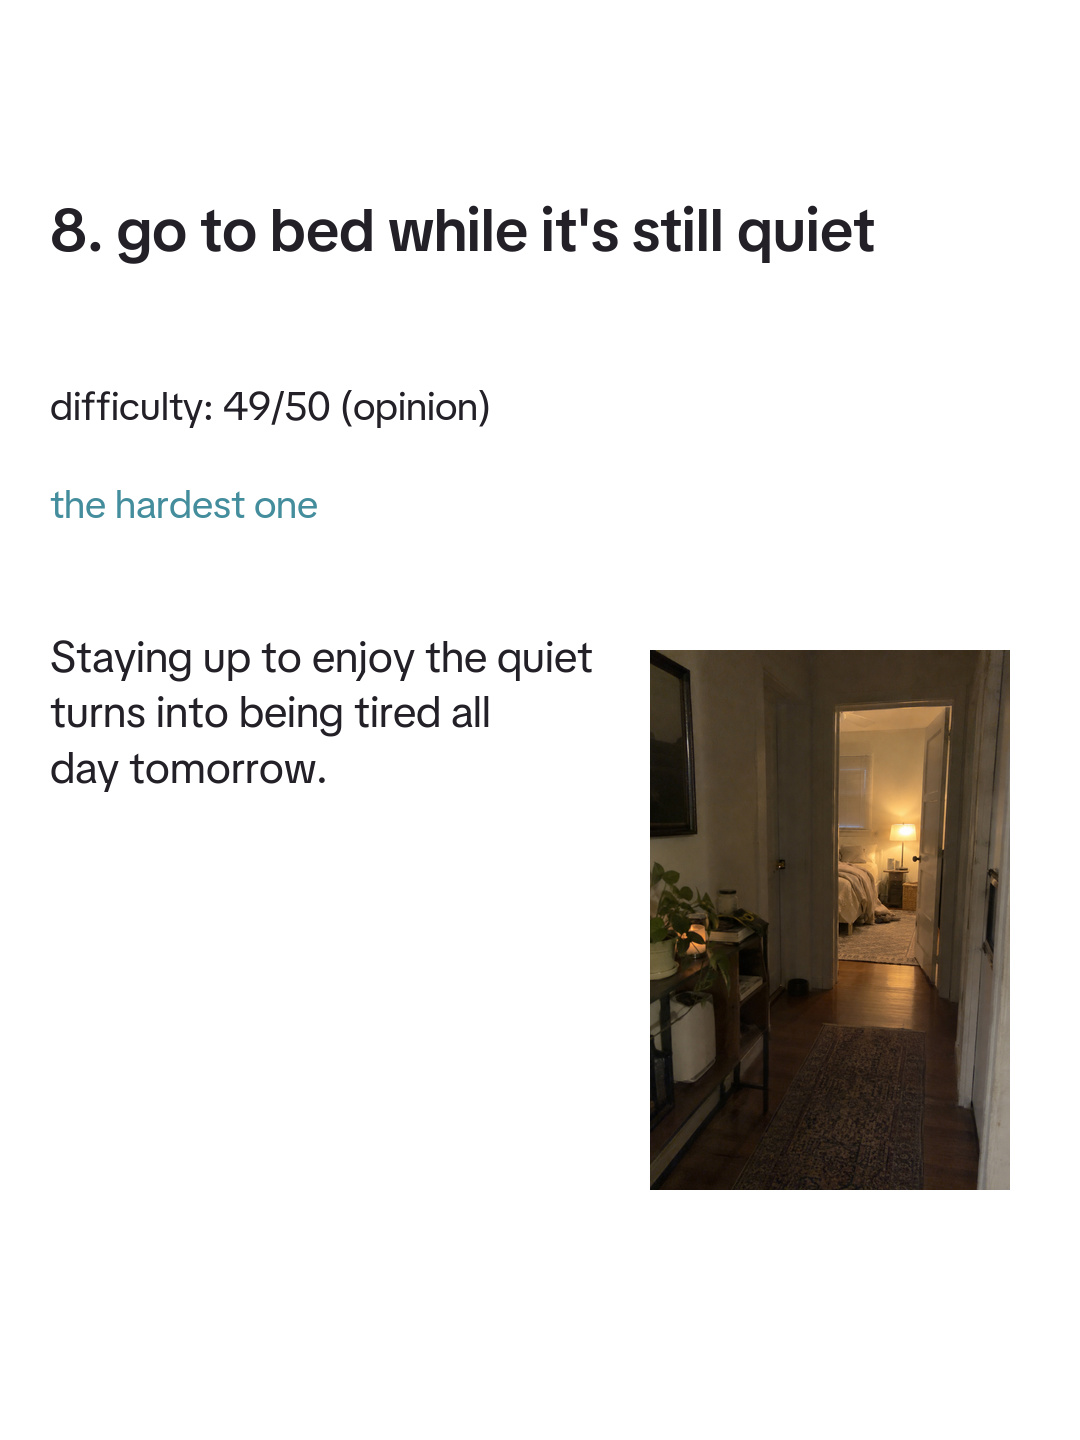 8. go to bed while it's still quiet
difficulty: 49/50 (opinion)
the hardest one
Staying up to enjoy the quiet
turns into being tired all
day tomorrow.